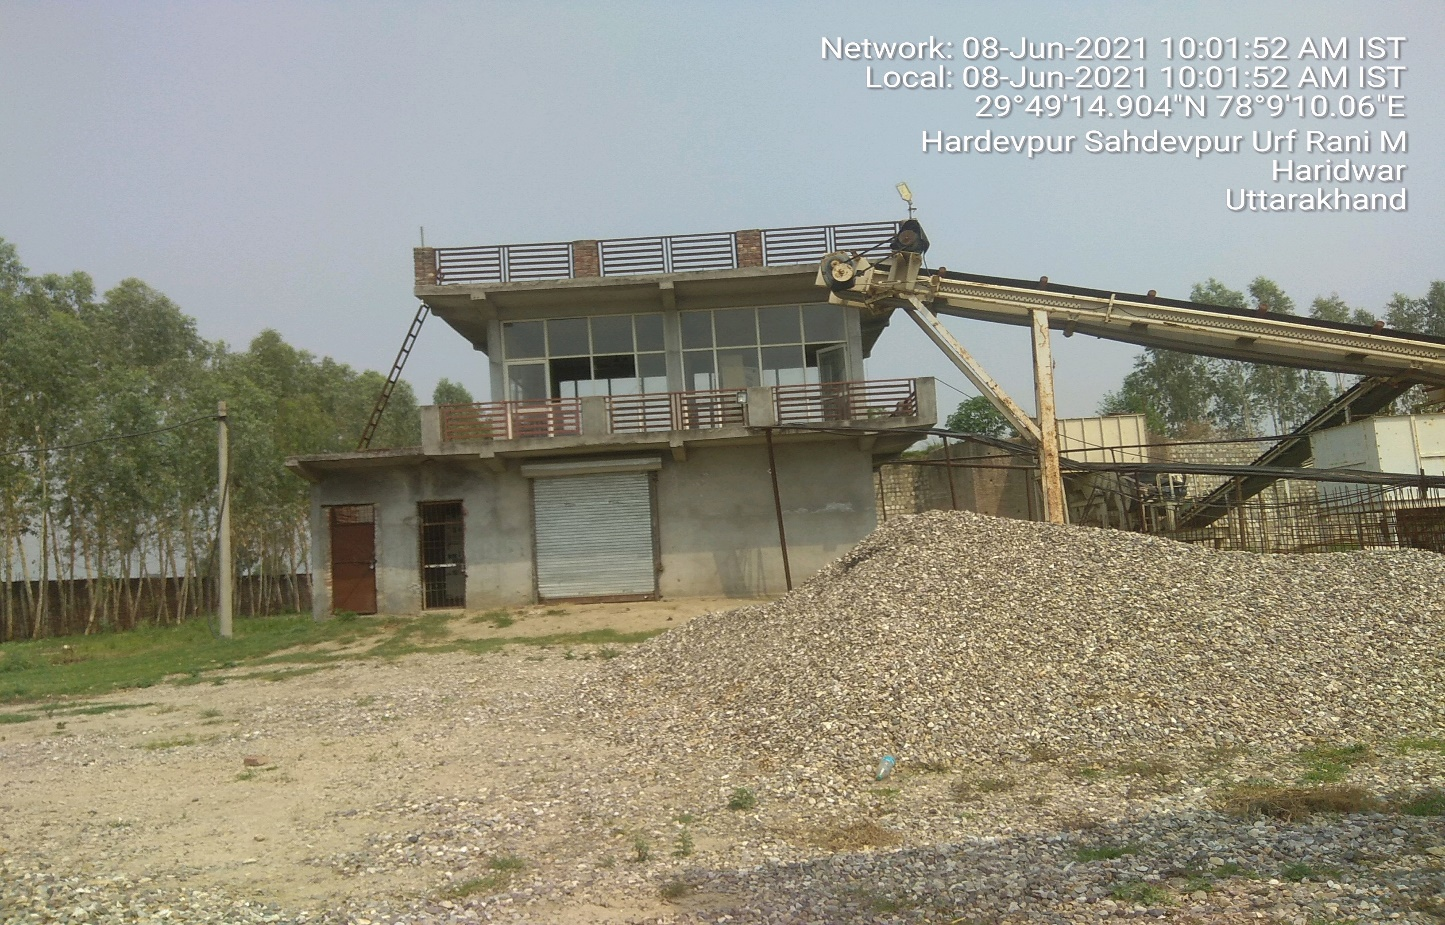 Network: 08-Jun-2021 10:01:52 AM IST
Local: 08-Jun-2021 10:01:52 AM IST
29°49'14.904"N 78°9'10.06"E
Hardevpur Sahdevpur Urf Rani M
Haridwar
Uttarakhand